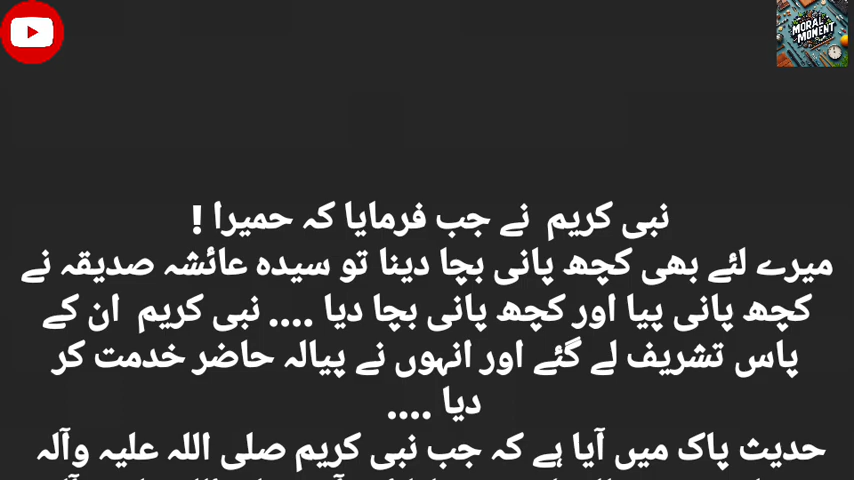 MORAL
MOMENT
نبی کریم نے جب فرمایا کہ حمیرا !
میرے لئے بھی کچھ پانی بچا دینا تو سیدہ عائشہ صدیقہ نے
کچھ پانی پیا اور کچھ پانی بچا دیا .... نبی کریم ان کے
پاس تشریف لے گئے اور انہوں نے پیالہ حاضر خدمت کر
دیا ....
حدیث پاک میں آیا ہے کہ جب نبی کریم صلی اللہ علیہ وآلہ